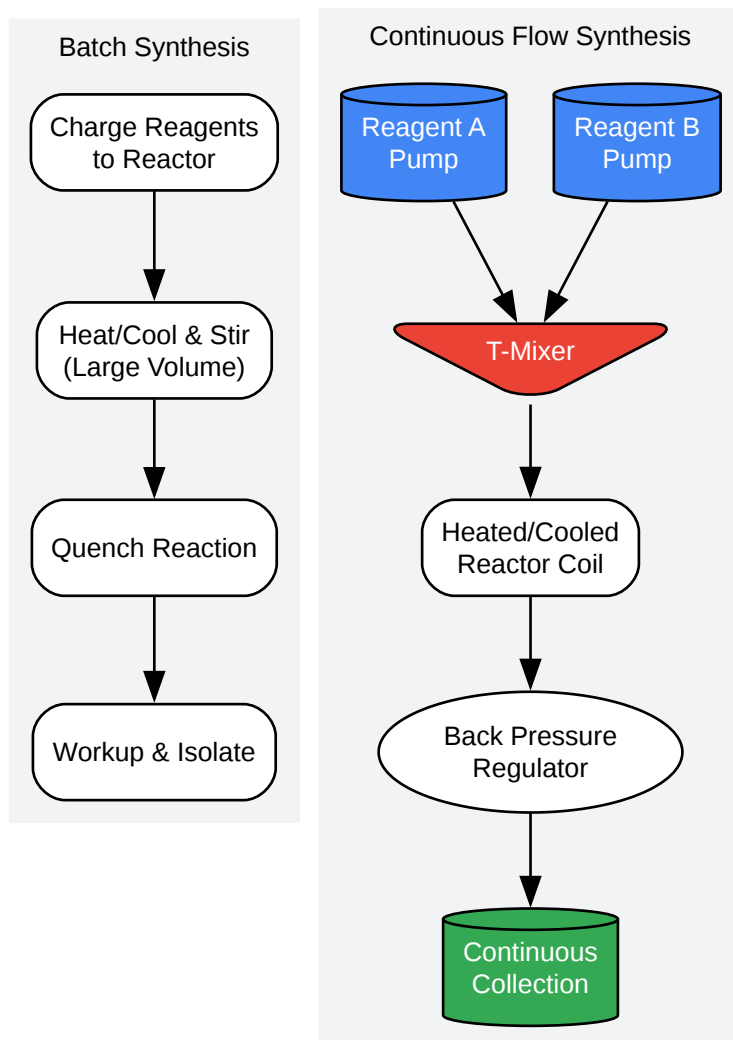 Batch Synthesis
Charge Reagents
to Reactor
Heat/Cool & Stir
(Large Volume)
Quench Reaction
Workup & Isolate
Continuous Flow Synthesis
Reagent A
Pump
Reagent B
Pump
T-Mixer
Heated/Cooled
Reactor Coil
Back Pressure
Regulator
Continuous
Collection